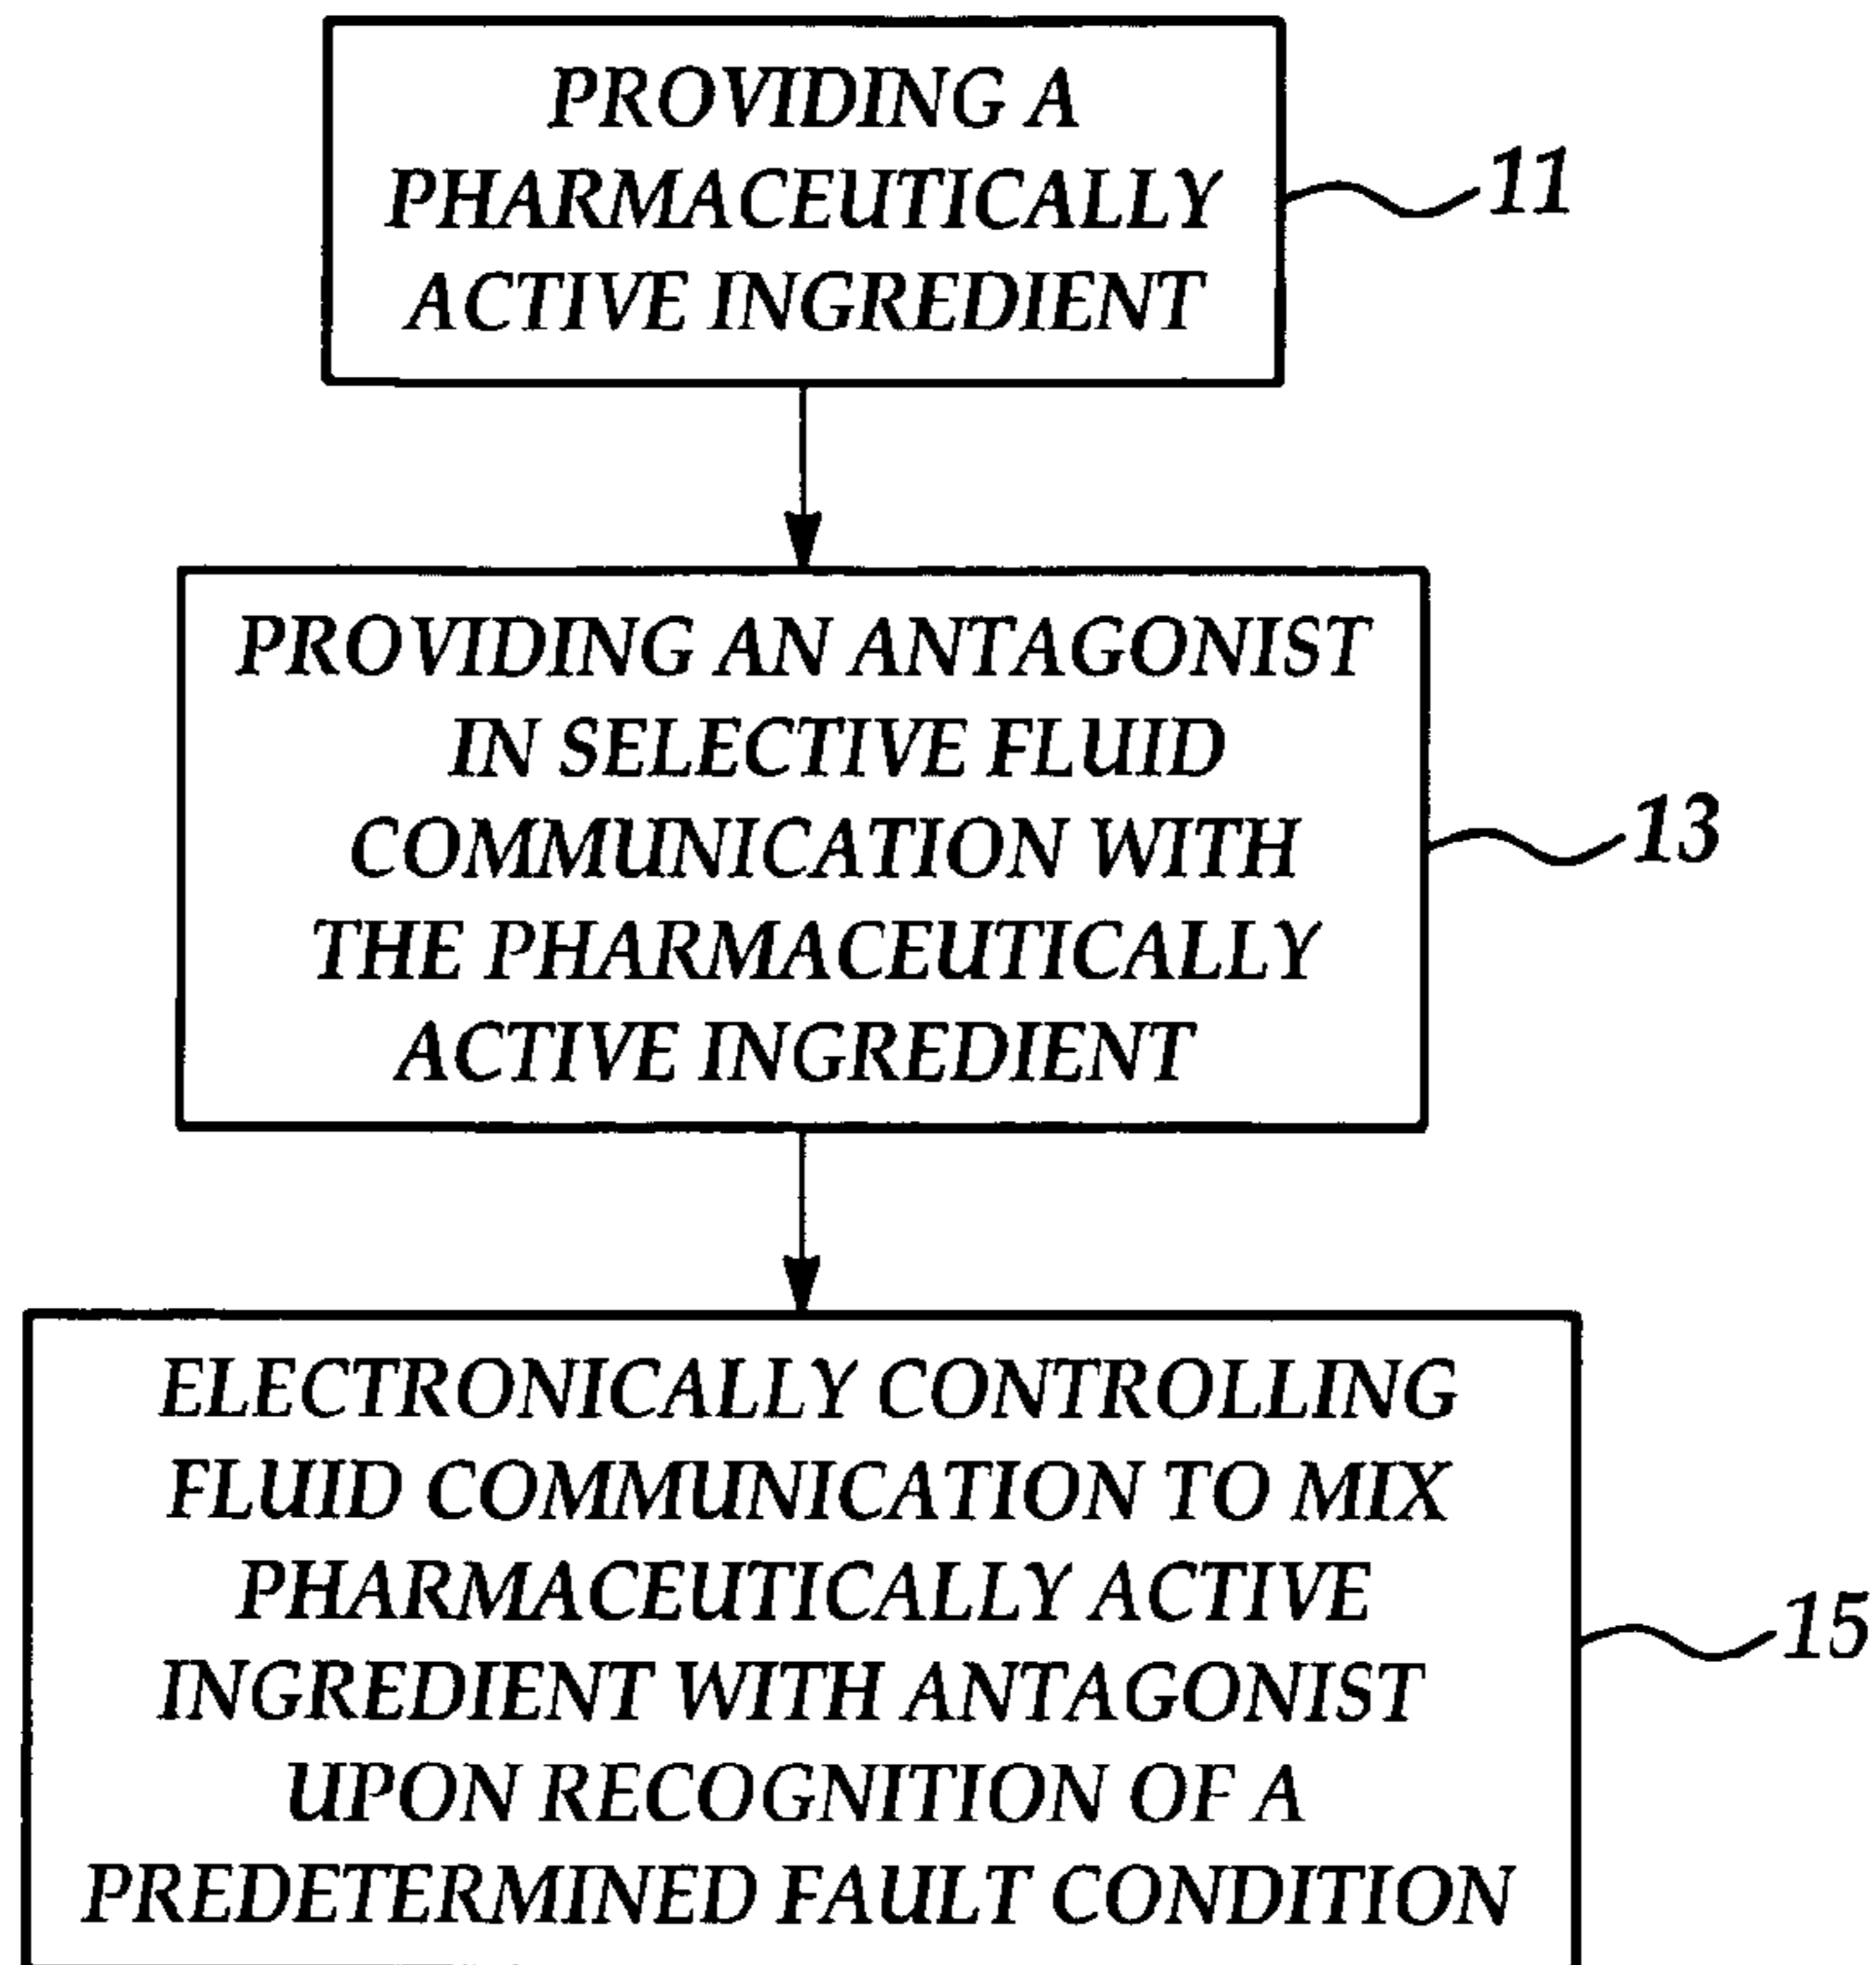 PROVIDING A
PHARMACEUTICALLY
ACTIVE INGREDIENT
11
PROVIDING AN ANTAGONIST
IN SELECTIVE FLUID
COMMUNICATION WITH
THE PHARMACEUTICALLY
ACTIVE INGREDIENT
13
ELECTRONICALLY CONTROLLING
FLUID COMMUNICATION TO MIX
PHARMACEUTICALLY ACTIVE
INGREDIENT WITH ANTAGONIST
UPON RECOGNITION OF A
PREDETERMINED FAULT CONDITION
15